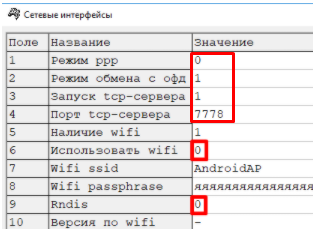 Сетевые интерфейсы
Поле Название Значение
1 Режим ppp 0
2 Режим обмена с офд 1
3 Запуск tcp-сервера 1
4 Порт tcp-сервера 7778
5 Наличие wifi 1
6 Использовать wifi 0
7 Wifi ssid AndroidAP
8 Wifi passphrase яяяяяяяяяяяяяяяя
9 Rndis 0
10 Версия по wifi -